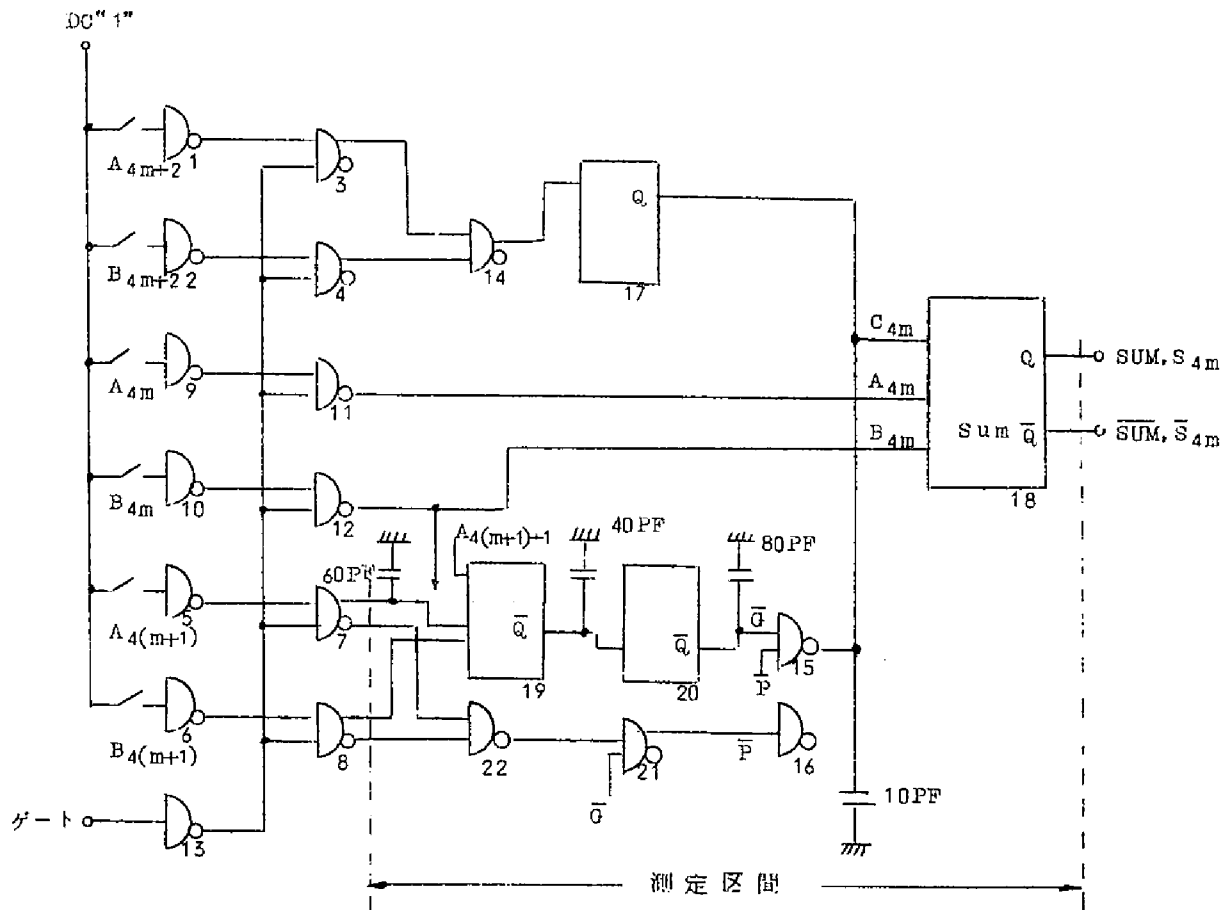 DC"1"
A4m+2
1
3
B4m+2
2
4
14
Q
17
A4m
9
11
C4m
A4m
B4m
Q
Sum Q̅
18
SUM, S4m
S̅U̅M̅, S̅4m
B4m
10
12
60PF
A4(m+1)+1
40PF
80PF
A4(m+1)
5
7
Q̅
19
Q̅
20
G̅
P̅
15
B4(m+1)
6
8
22
21
G̅
P̅
16
10PF
ゲート
13
測定区間